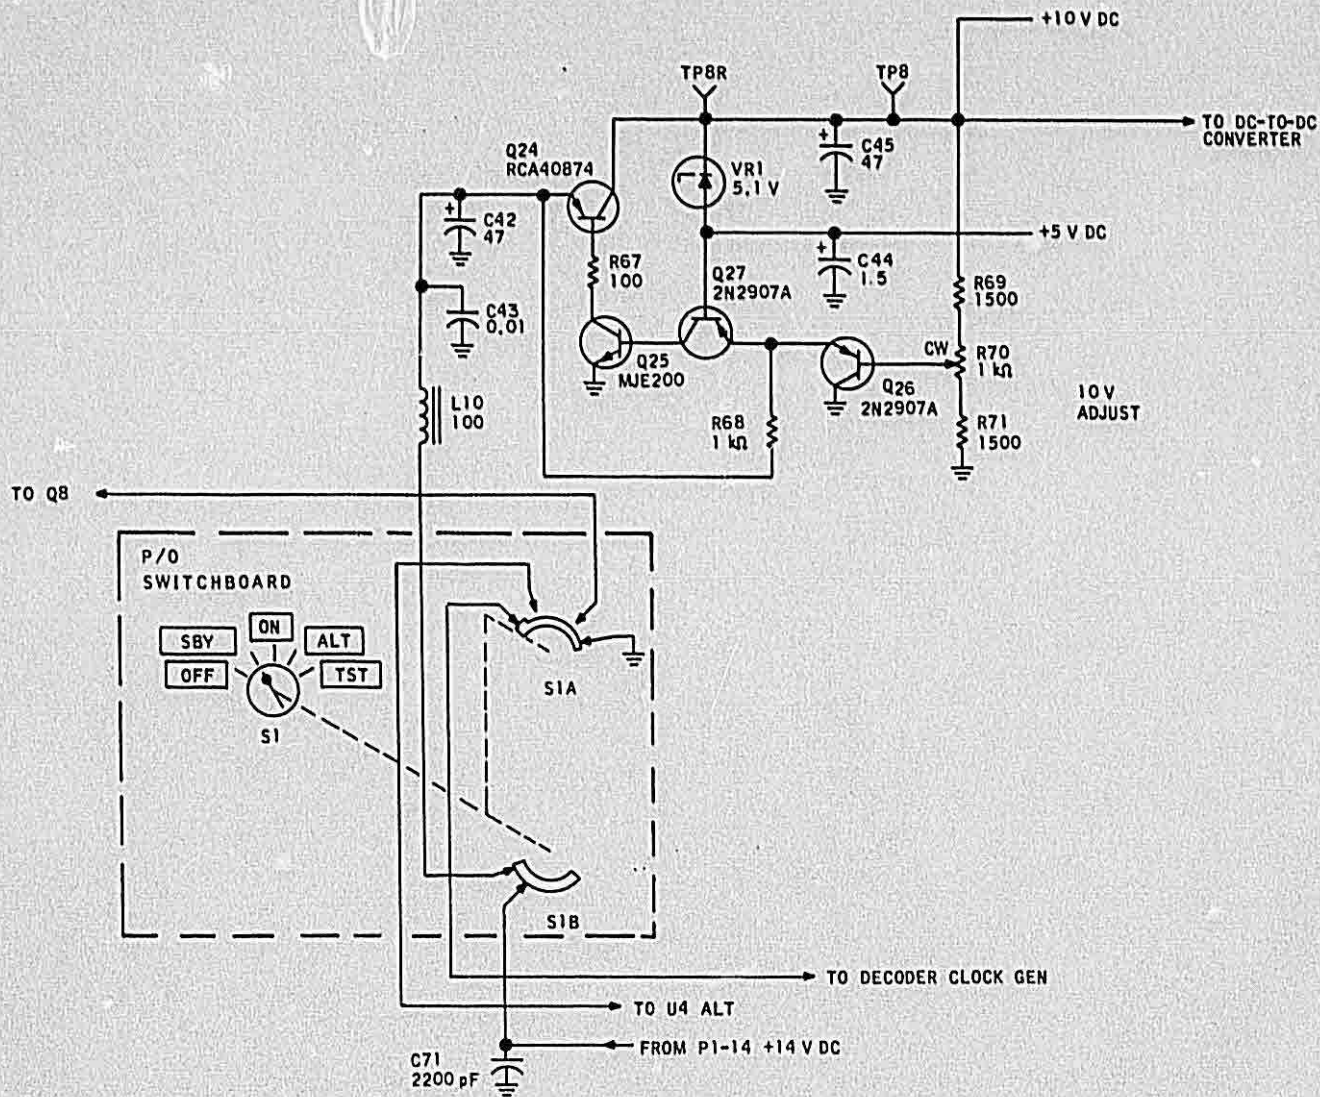 +10 V DC
TP8R
TP8
TO DC-TO-DC
CONVERTER
Q24
RCA40874
+
C45
47
VR1
5.1 V
+
C42
47
+5 V DC
R67
100
Q27
2N2907A
+
C44
1.5
R69
1500
C43
0.01
Q25
MJE200
CW
R70
1 kΩ
Q26
2N2907A
10 V
ADJUST
L10
100
R68
1 kΩ
R71
1500
TO Q8
P/O
SWITCHBOARD
SBY
ON
ALT
OFF
TST
S1
S1A
S1B
TO DECODER CLOCK GEN
TO U4 ALT
FROM P1-14 +14 V DC
C71
2200 pF